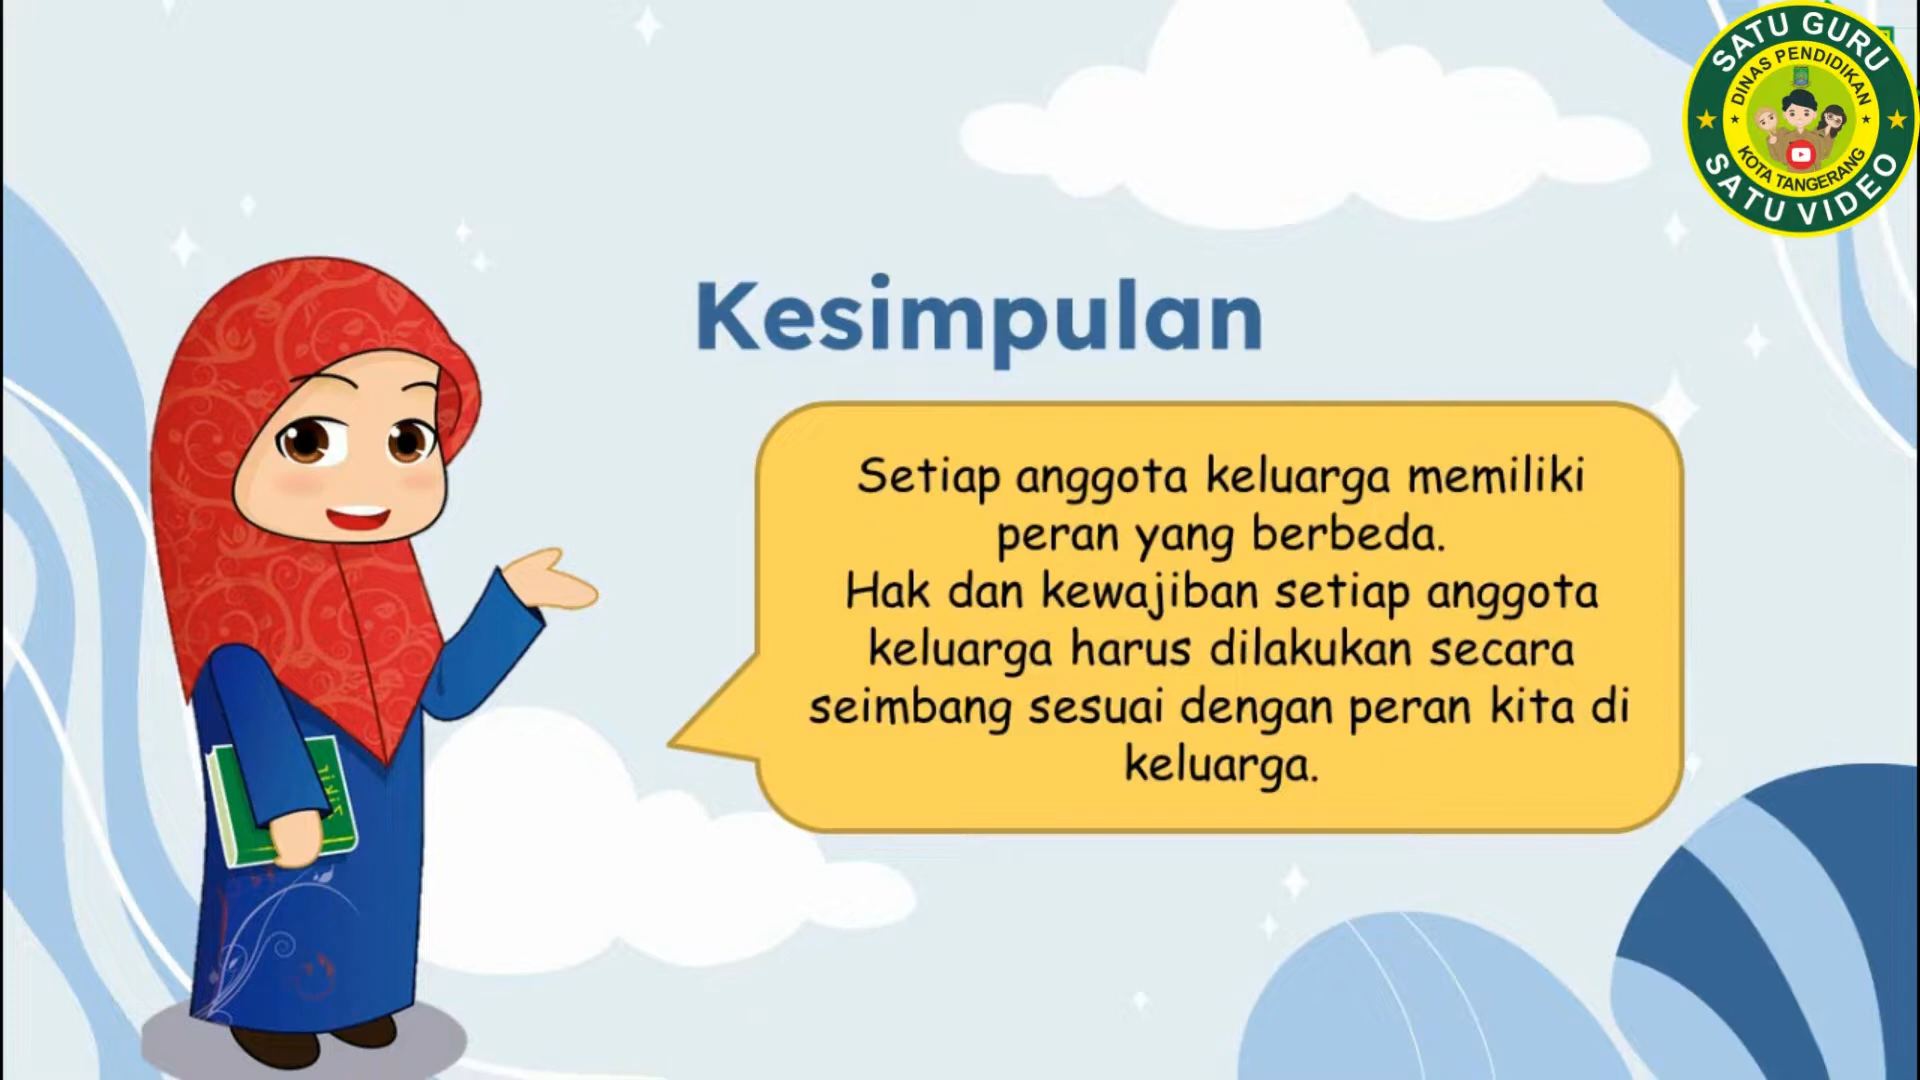 SATU GURU
DINAS PENDIDIKAN
KOTA TANGERANG
SATU VIDEO
Kesimpulan
Setiap anggota keluarga memiliki
peran yang berbeda.
Hak dan kewajiban setiap anggota
keluarga harus dilakukan secara
seimbang sesuai dengan peran kita di
keluarga.